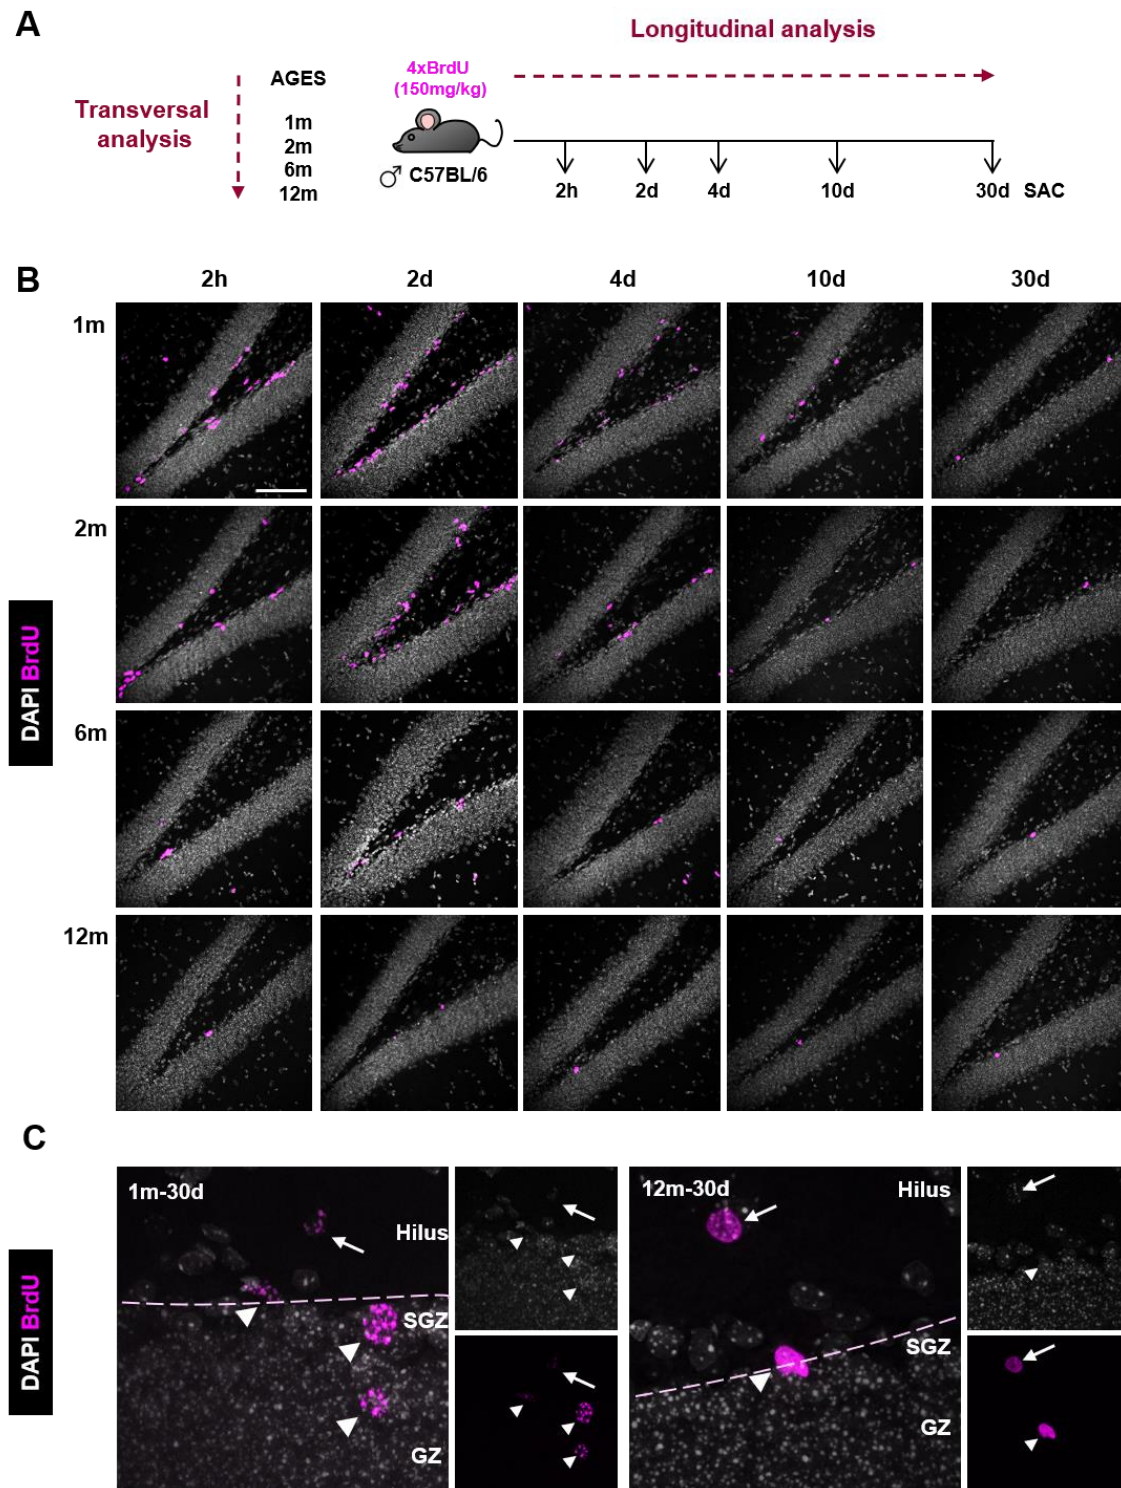 A
Longitudinal analysis
Transversal
analysis
AGES
1m
2m
6m
12m
4xBrdU
(150mg/kg)
♂ C57BL/6
2h 2d 4d 10d 30d SAC
B
2h 2d 4d 10d 30d
1m
2m
6m
12m
DAPI BrdU
C
1m-30d
Hilus
SGZ
GZ
12m-30d
Hilus
SGZ
GZ
DAPI BrdU